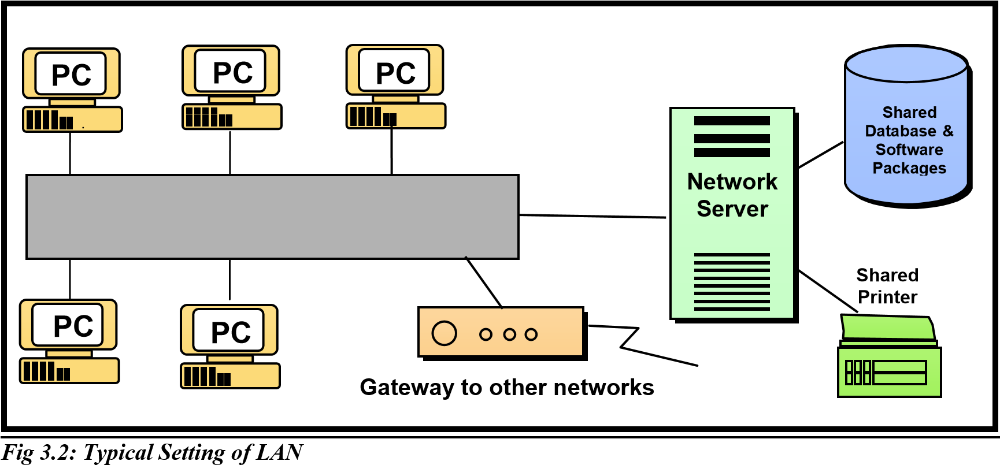 PC
PC
PC
Shared
Database &
Software
Packages
Network
Server
Shared
Printer
PC
PC
Gateway to other networks
Fig 3.2: Typical Setting of LAN